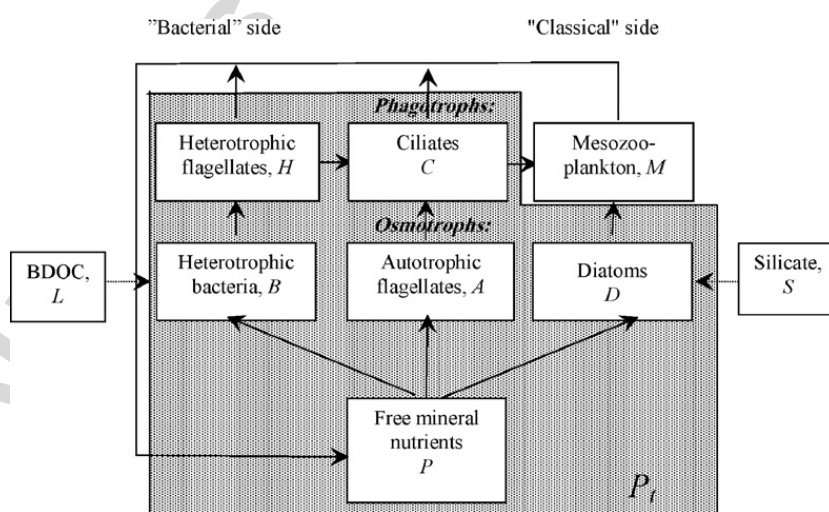 ”Bacterial” side
"Classical" side
Phagotrophs:
Heterotrophic
flagellates, H
Ciliates
C
Mesozoo-
plankton, M
Osmotrophs:
BDOC,
L
Heterotrophic
bacteria, B
Autotrophic
flagellates, A
Diatoms
D
Silicate,
S
Free mineral
nutrients
P
Pt